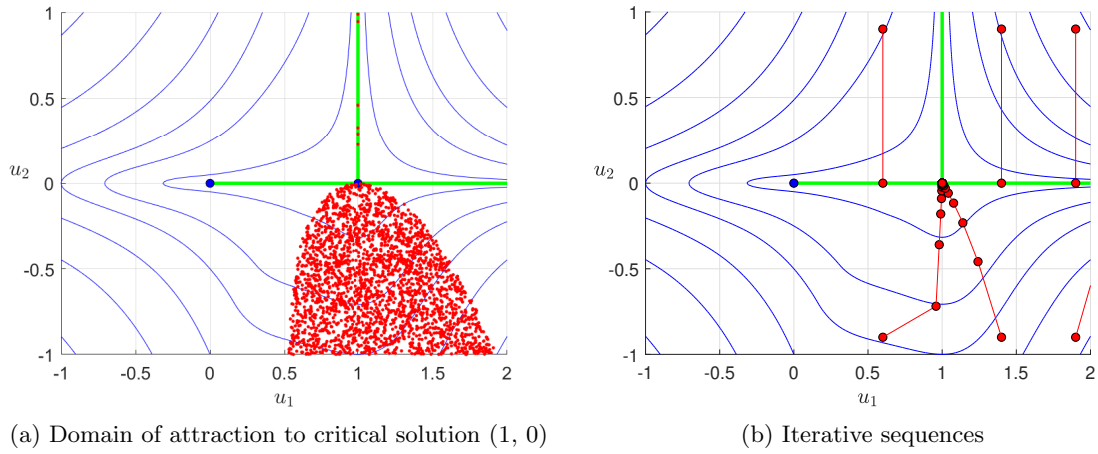 1
0.5
u2
0
-0.5
-1
-1 -0.5 0 0.5 1 1.5 2
u1
(a) Domain of attraction to critical solution (1, 0)
1
0.5
u2
0
-0.5
-1
-1 -0.5 0 0.5 1 1.5 2
u1
(b) Iterative sequences